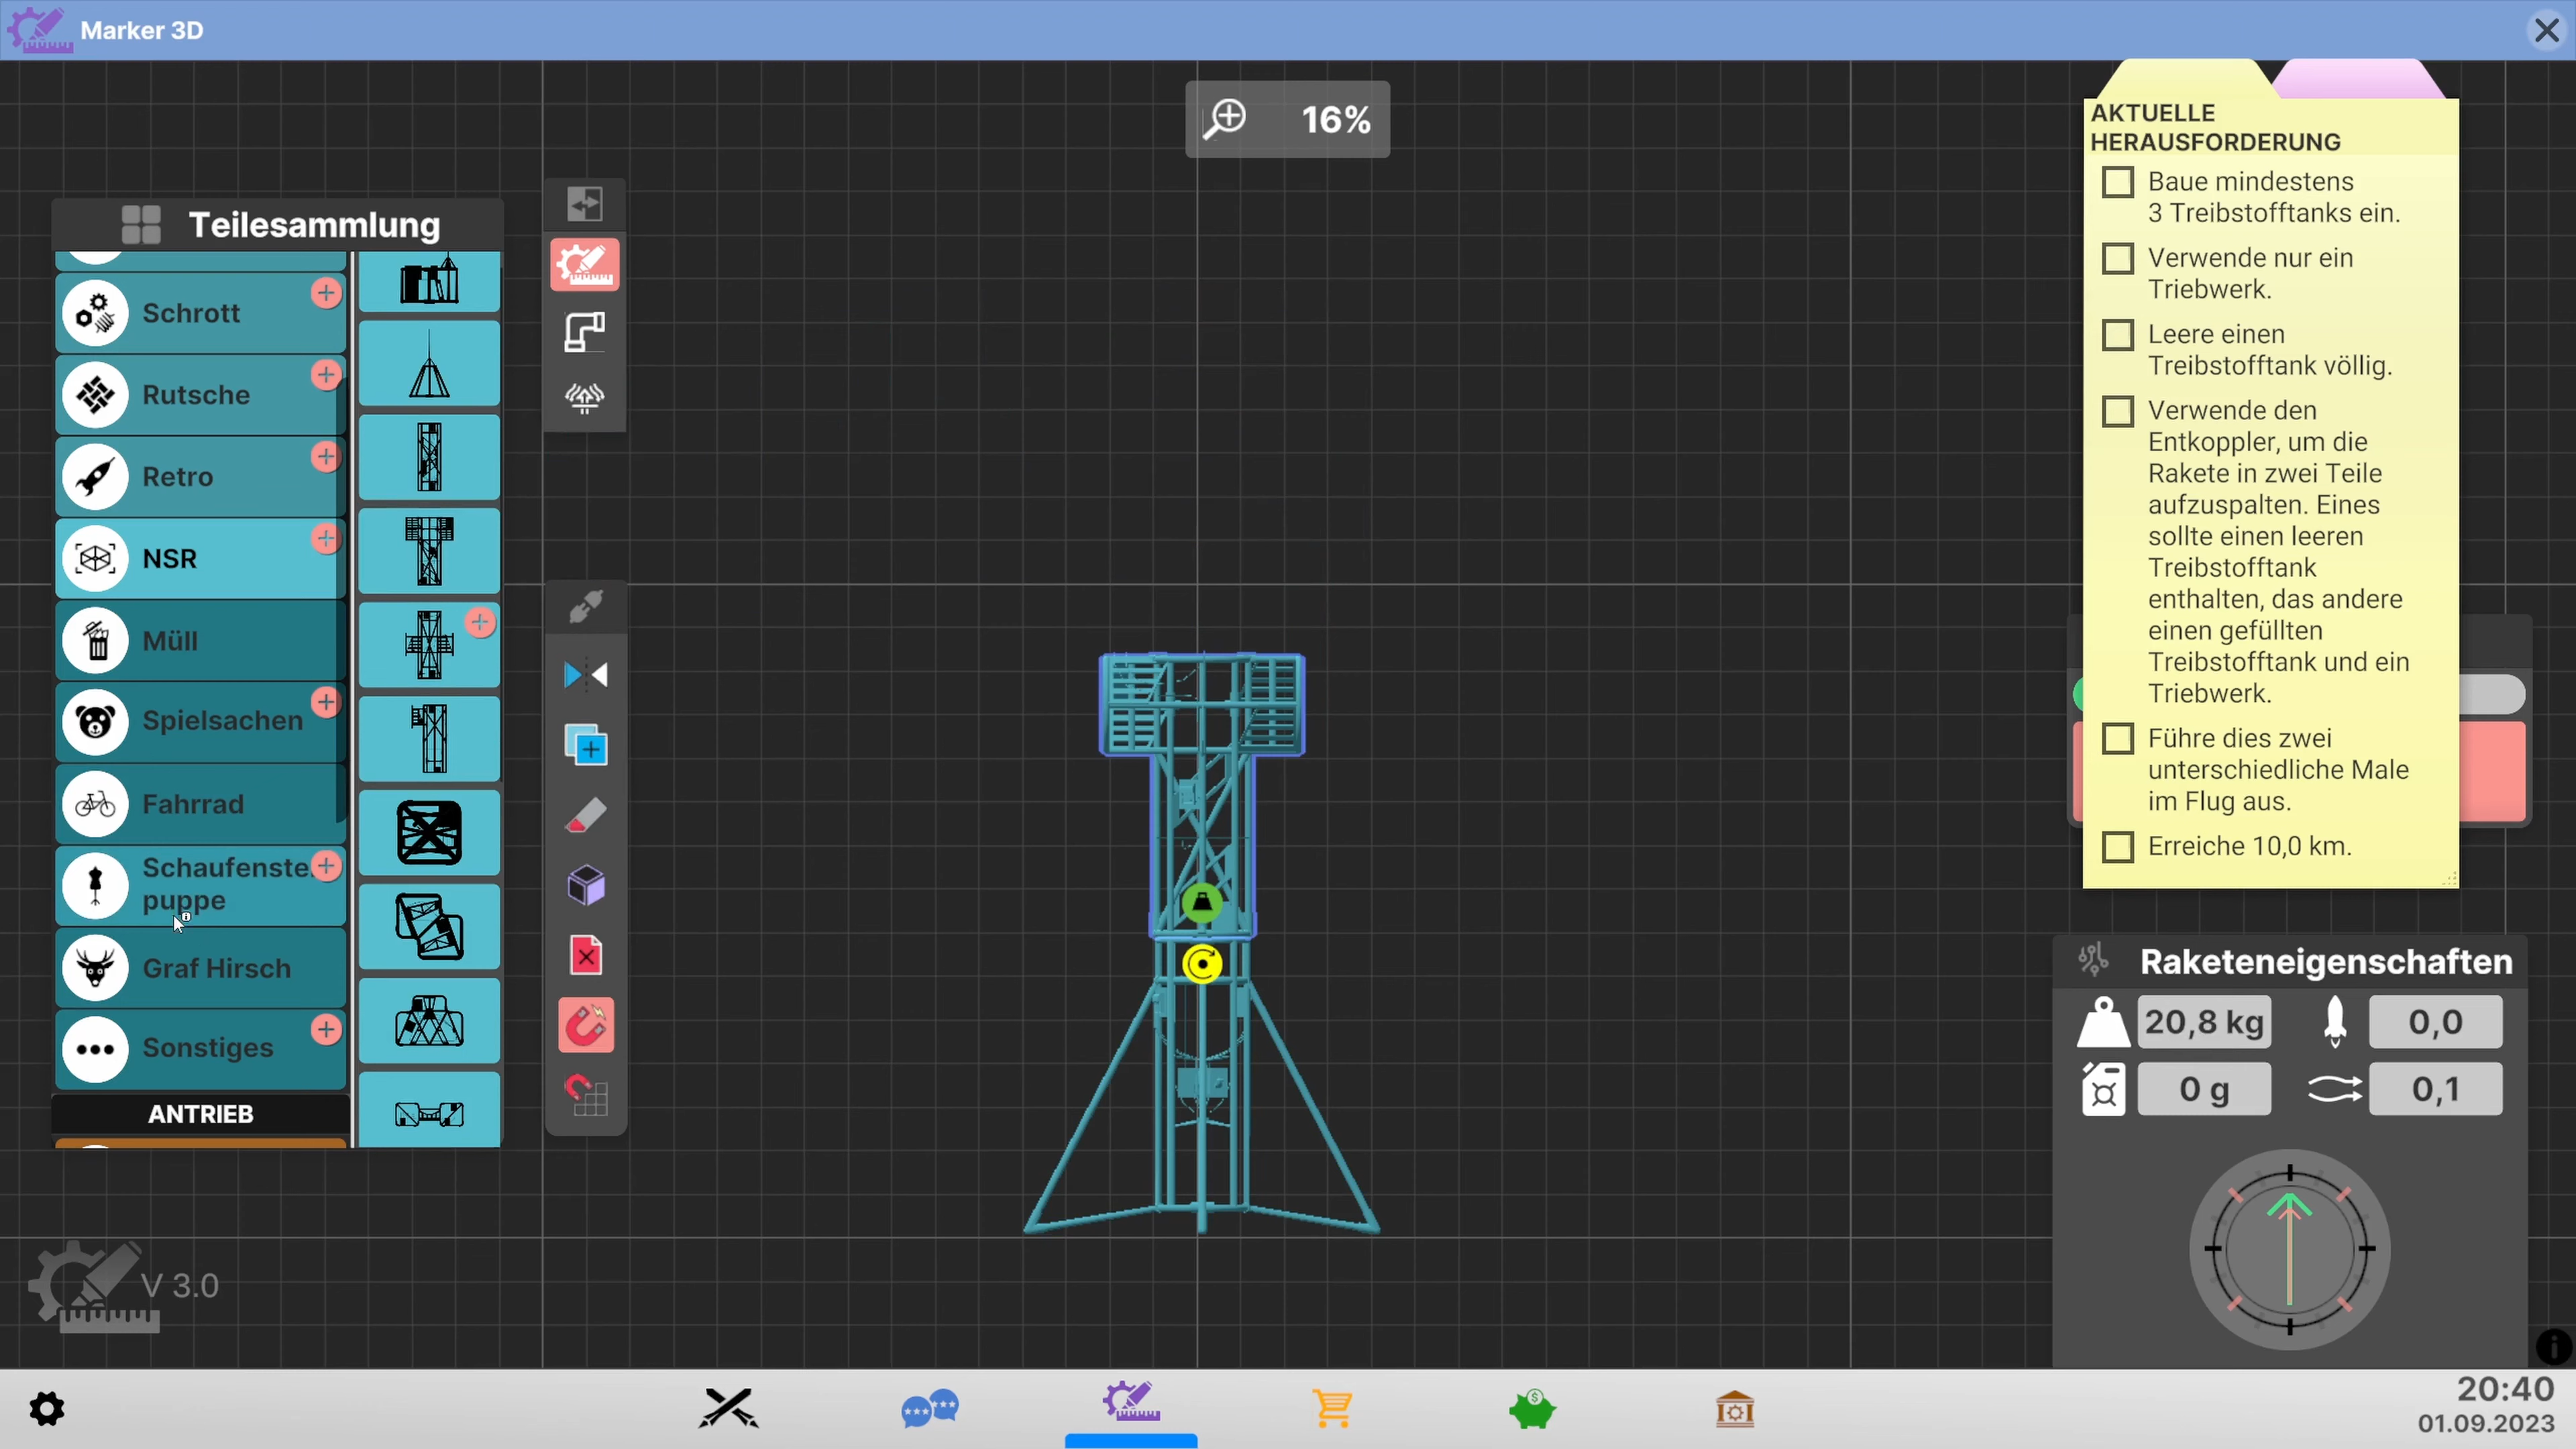 Marker 3D
16%
AKTUELLE
HERAUSFORDERUNG
Baue mindestens
3 Treibstofftanks ein.
Verwende nur ein
Triebwerk.
Leere einen
Treibstofftank völlig.
Verwende den
Entkoppler, um die
Rakete in zwei Teile
aufzuspalten. Eines
sollte einen leeren
Treibstofftank
enthalten, das andere
einen gefüllten
Treibstofftank und ein
Triebwerk.
Führe dies zwei
unterschiedliche Male
im Flug aus.
Erreiche 10,0 km.
Teilesammlung
Schrott
Rutsche
Retro
NSR
Müll
Spielsachen
Fahrrad
Schaufenste
puppe
Graf Hirsch
Sonstiges
ANTRIEB
Raketeneigenschaften
20,8 kg
0,0
0 g
0,1
V 3.0
20:40
01.09.2023